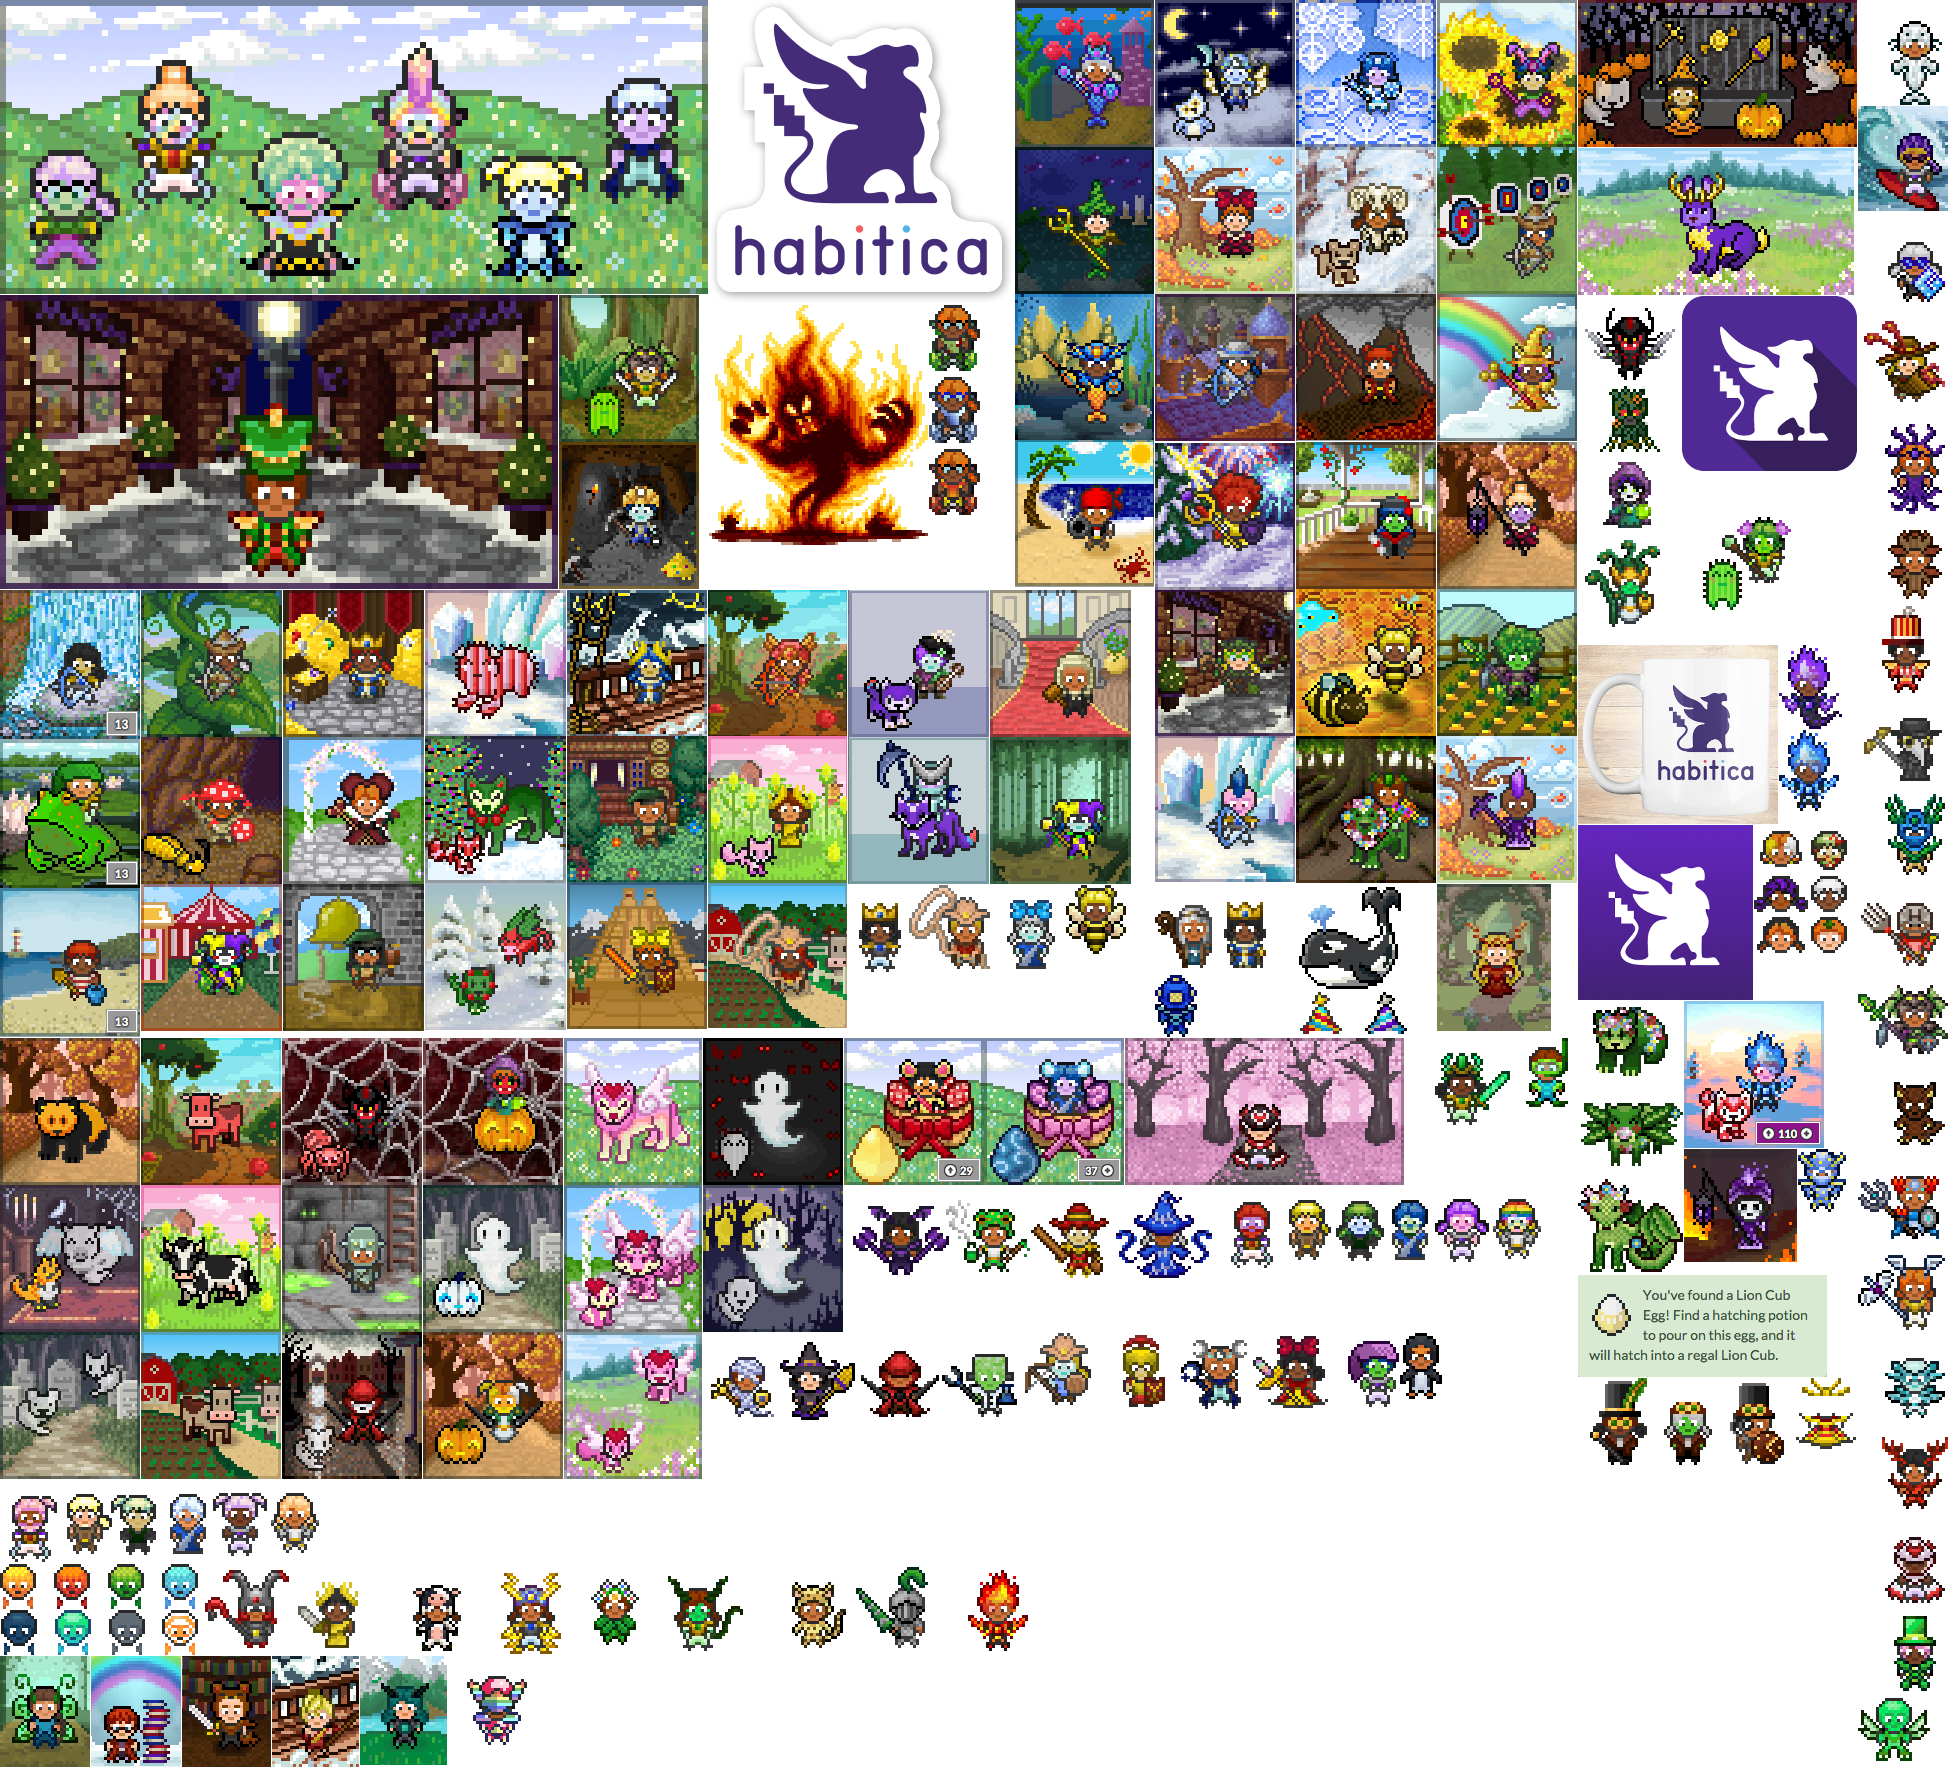 habitica
13
13
13
habitica
29
37
110
You've found a Lion Cub
Egg! Find a hatching potion
to pour on this egg, and it
will hatch into a regal Lion Cub.